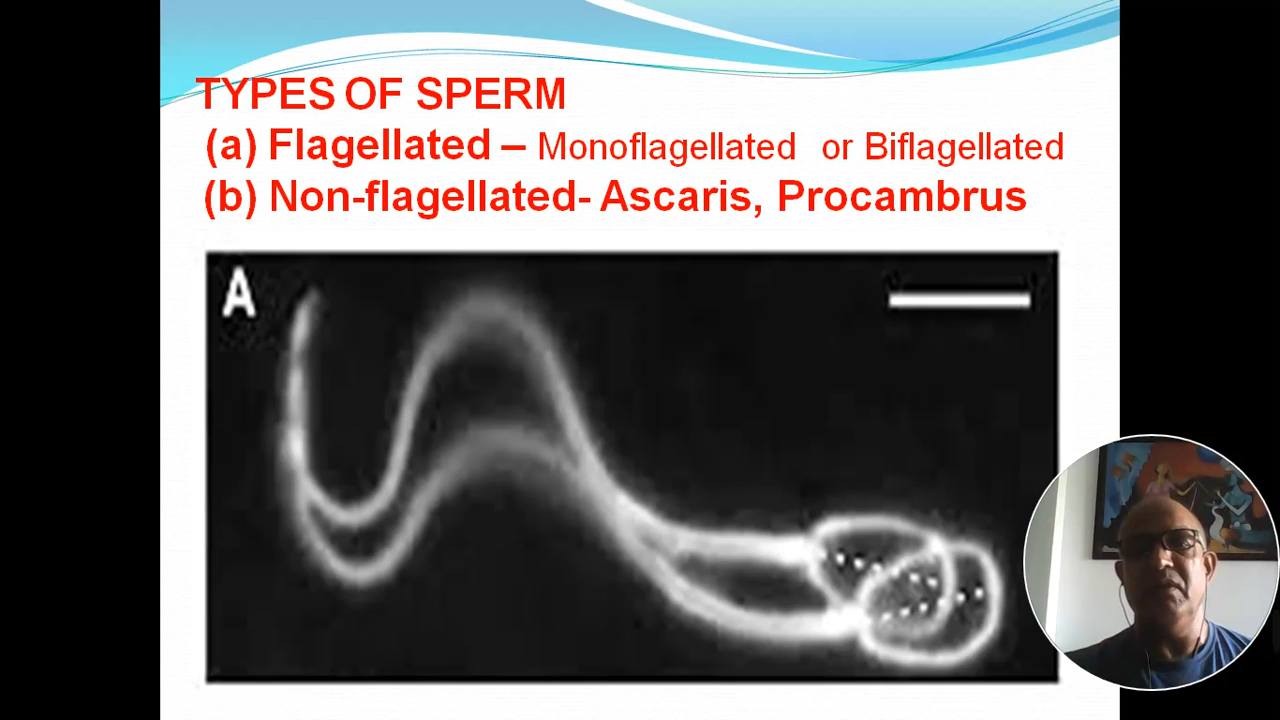 TYPES OF SPERM
(a) Flagellated – Monoflagellated or Biflagellated
(b) Non-flagellated- Ascaris, Procambrus
A